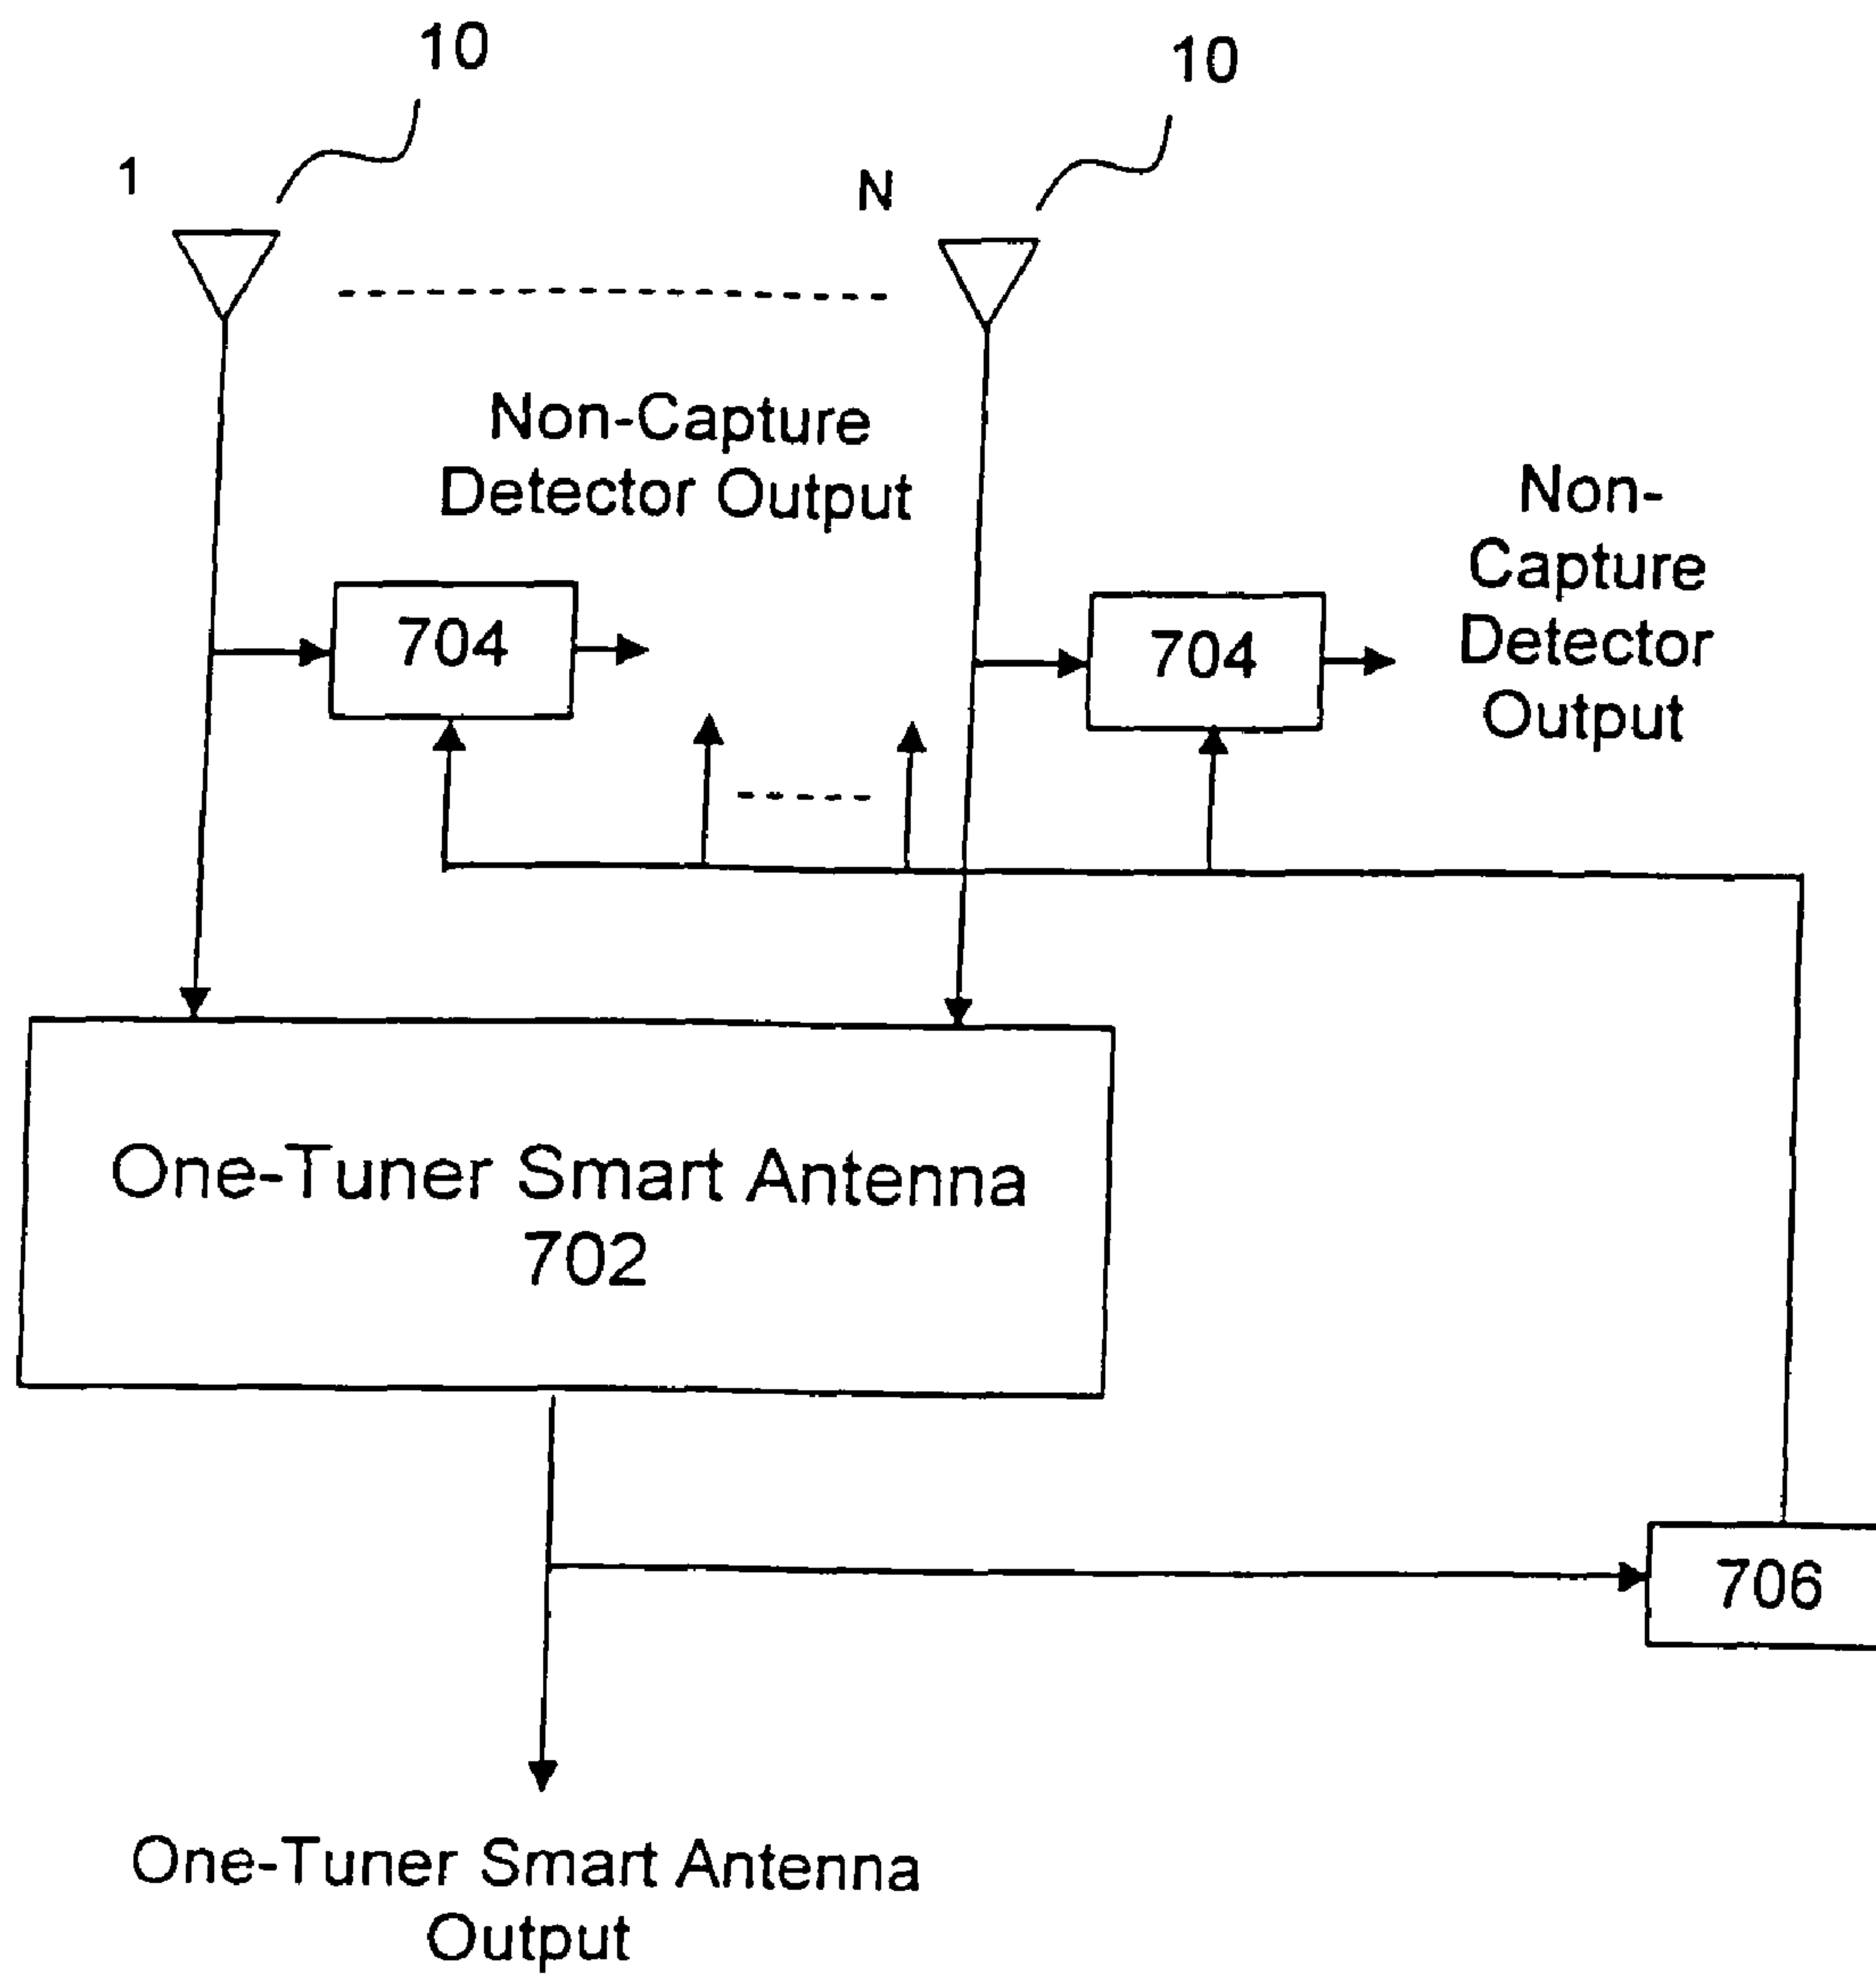 10
10
1
N
Non-Capture
Detector Output
Non-
Capture
Detector
Output
704
704
One-Tuner Smart Antenna
702
706
One-Tuner Smart Antenna
Output